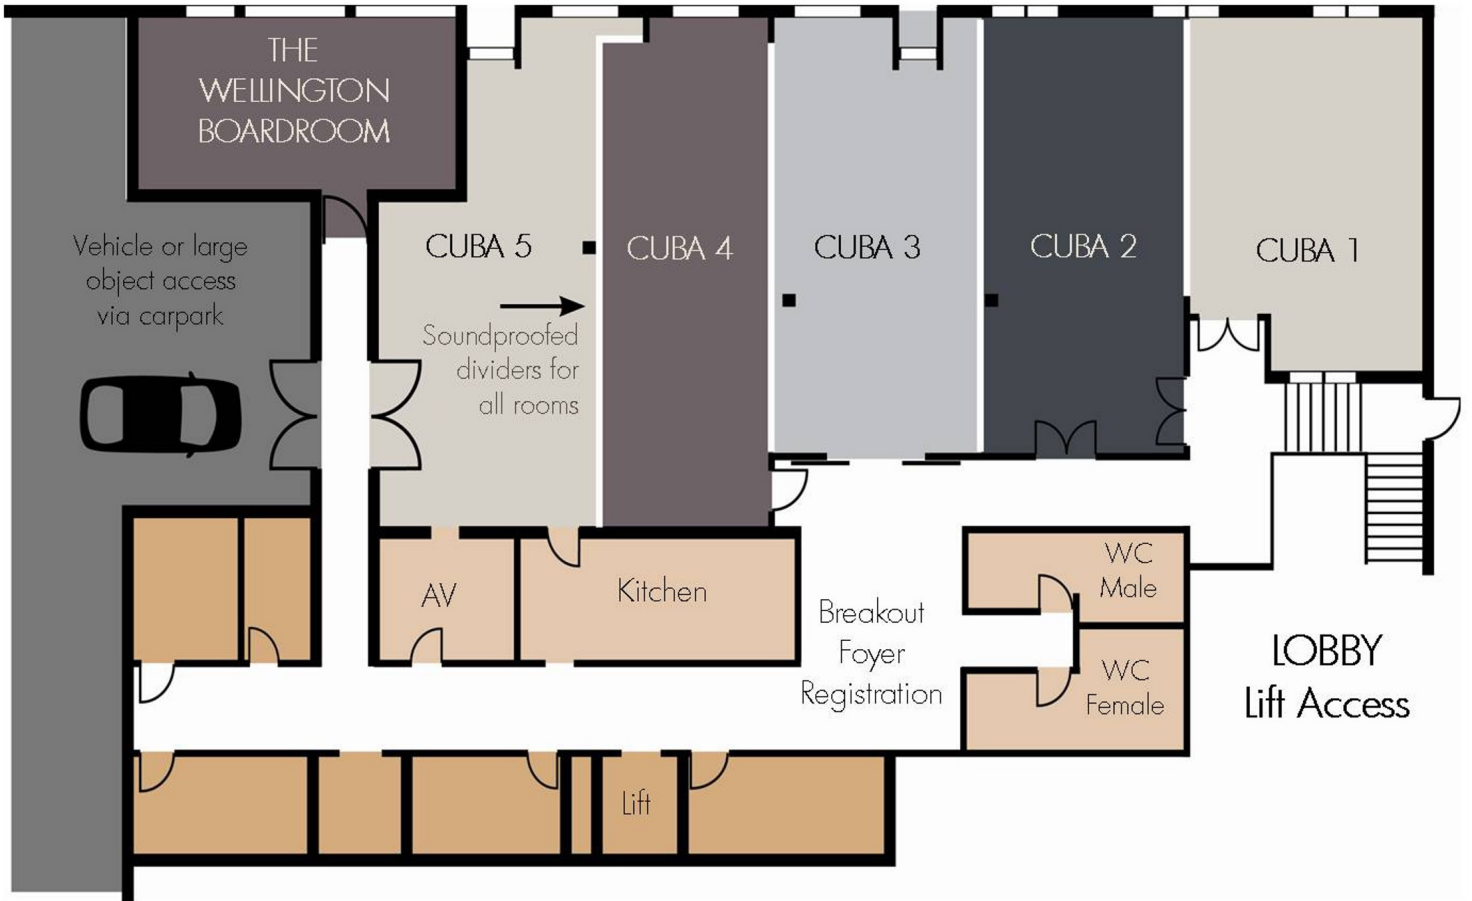 THE
WELLINGTON
BOARDROOM
Vehicle or large
object access
via carpark
CUBA 5
CUBA 4
CUBA 3
CUBA 2
CUBA 1
Soundproofed
dividers for
all rooms
AV
Kitchen
Breakout
Foyer
Registration
WC
Male
WC
Female
LOBBY
Lift Access
Lift